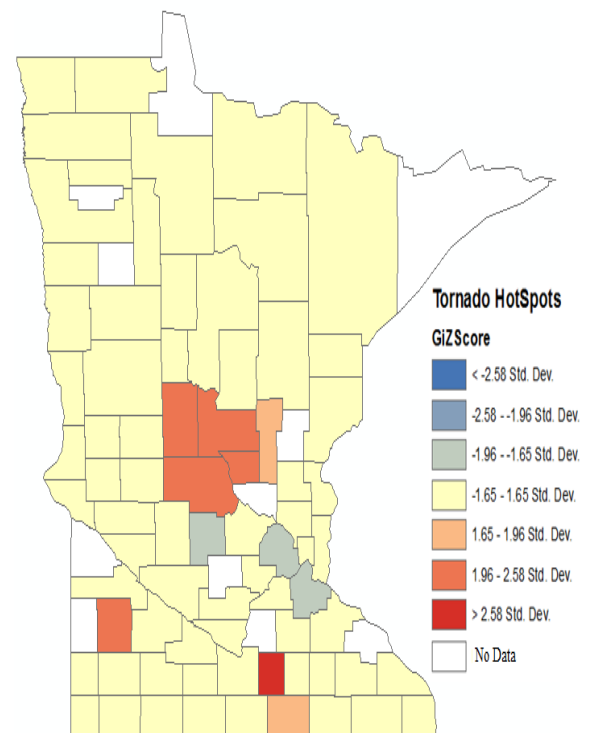 Tornado HotSpots
GiZScore
< -2.58 Std. Dev.
-2.58 - -1.96 Std. Dev.
-1.96 - -1.65 Std. Dev.
-1.65 - 1.65 Std. Dev.
1.65 - 1.96 Std. Dev.
1.96 - 2.58 Std. Dev.
> 2.58 Std. Dev.
No Data